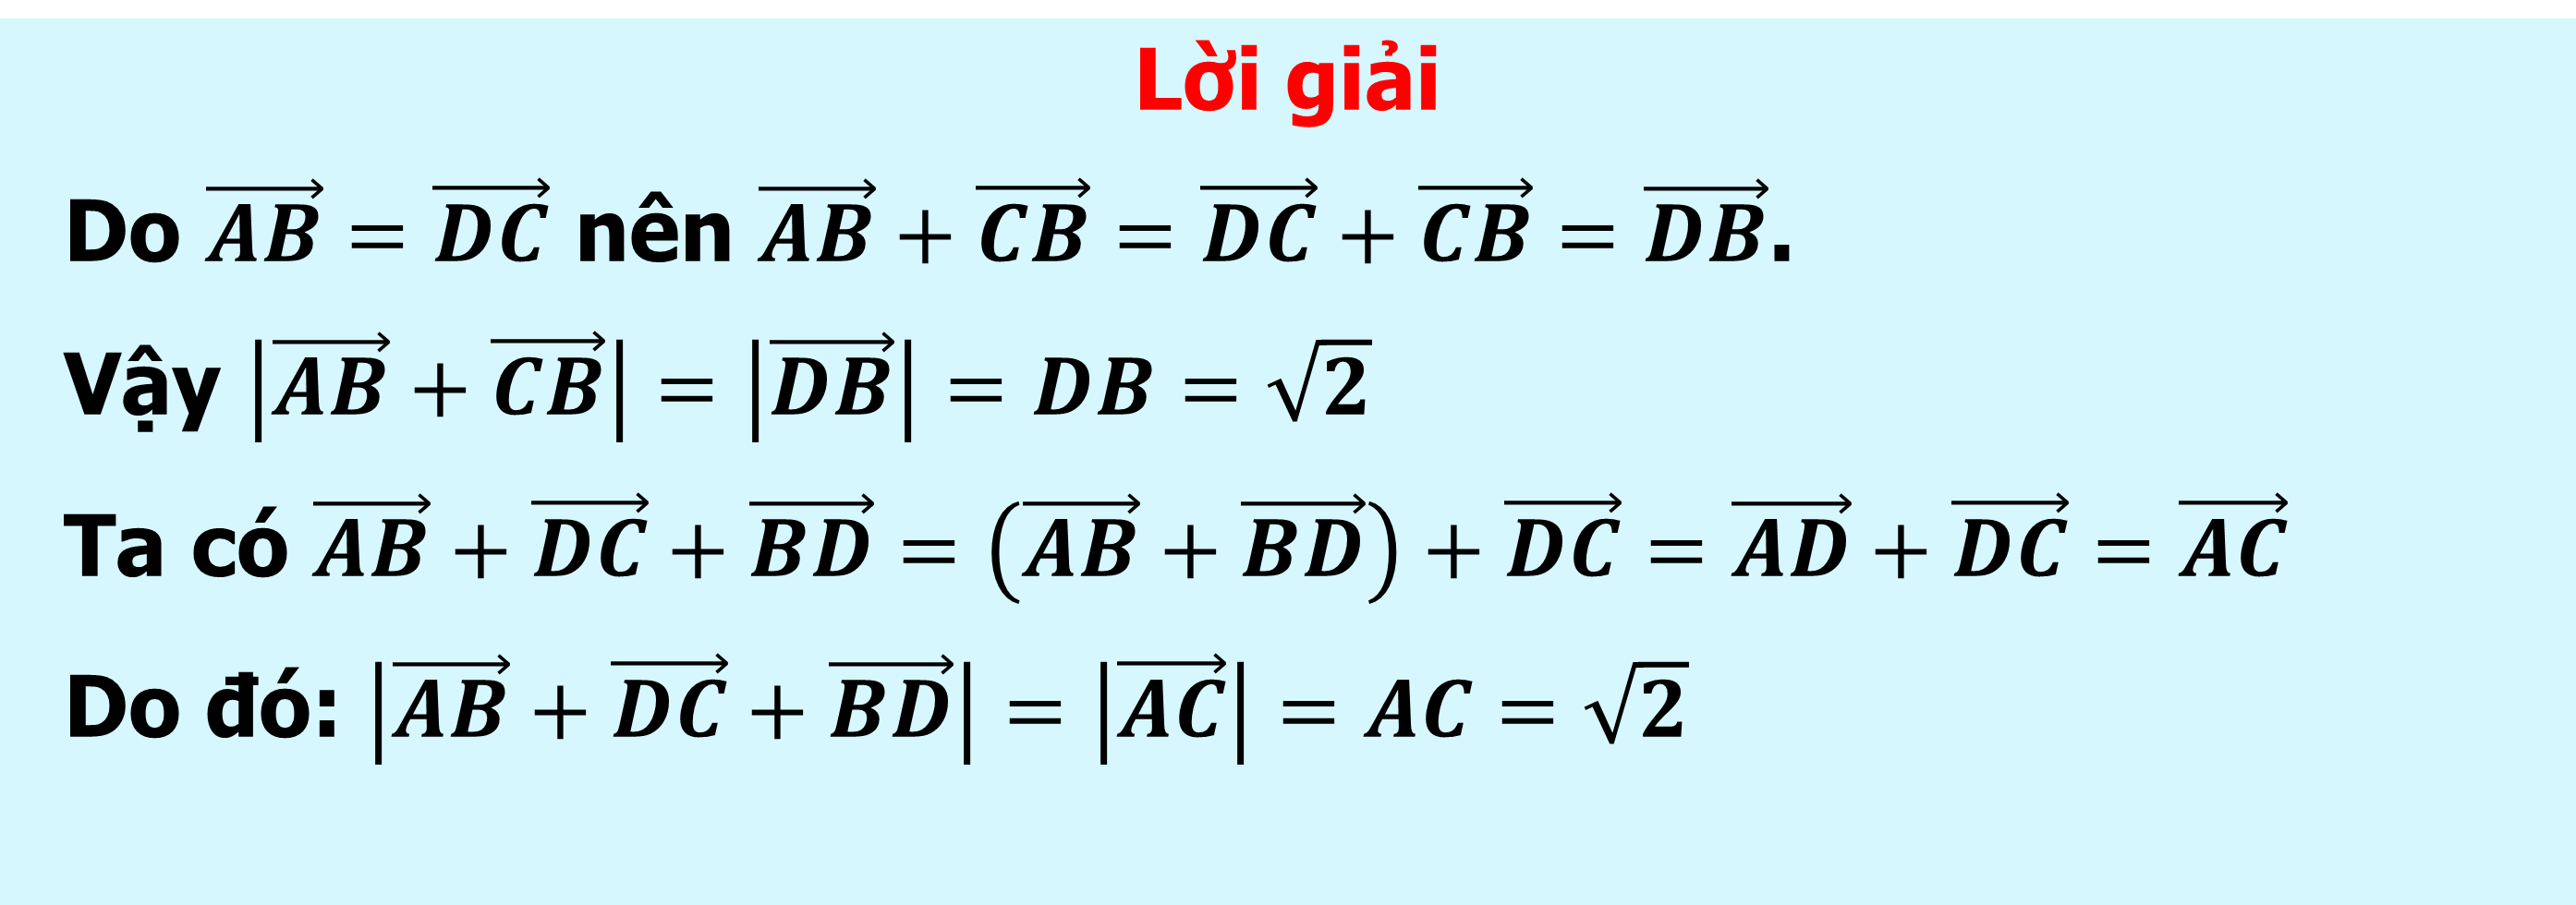 Lời giải
Do $\overrightarrow{AB} = \overrightarrow{DC}$ nên $\overrightarrow{AB} + \overrightarrow{CB} = \overrightarrow{DC} + \overrightarrow{CB} = \overrightarrow{DB}$.
Vậy $|\overrightarrow{AB} + \overrightarrow{CB}| = |\overrightarrow{DB}| = DB = \sqrt{2}$
Ta có $\overrightarrow{AB} + \overrightarrow{DC} + \overrightarrow{BD} = (\overrightarrow{AB} + \overrightarrow{BD}) + \overrightarrow{DC} = \overrightarrow{AD} + \overrightarrow{DC} = \overrightarrow{AC}$
Do đó: $|\overrightarrow{AB} + \overrightarrow{DC} + \overrightarrow{BD}| = |\overrightarrow{AC}| = AC = \sqrt{2}$